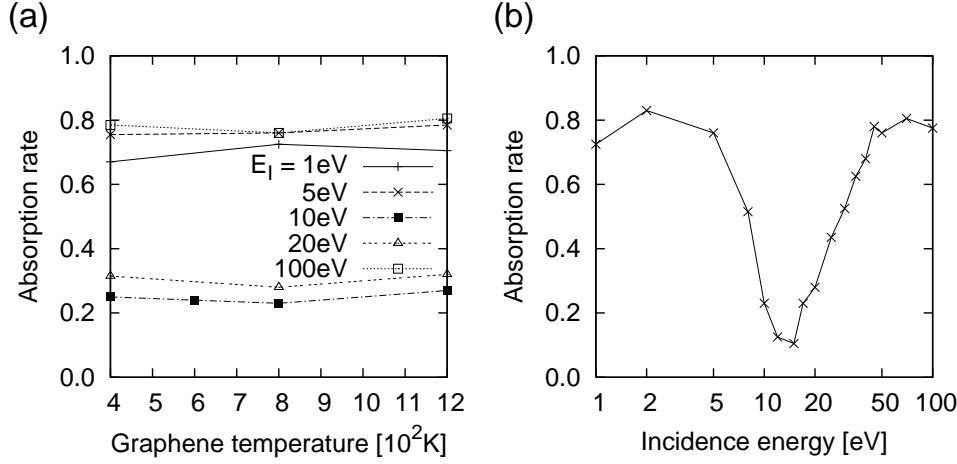 (a)
Absorption rate
1.0
0.8
0.6
0.4
0.2
0.0
E_I = 1eV
5eV
10eV
20eV
100eV
4 5 6 7 8 9 10 11 12
Graphene temperature [10^2K]
(b)
Absorption rate
1.0
0.8
0.6
0.4
0.2
0.0
1 2 5 10 20 50 100
Incidence energy [eV]